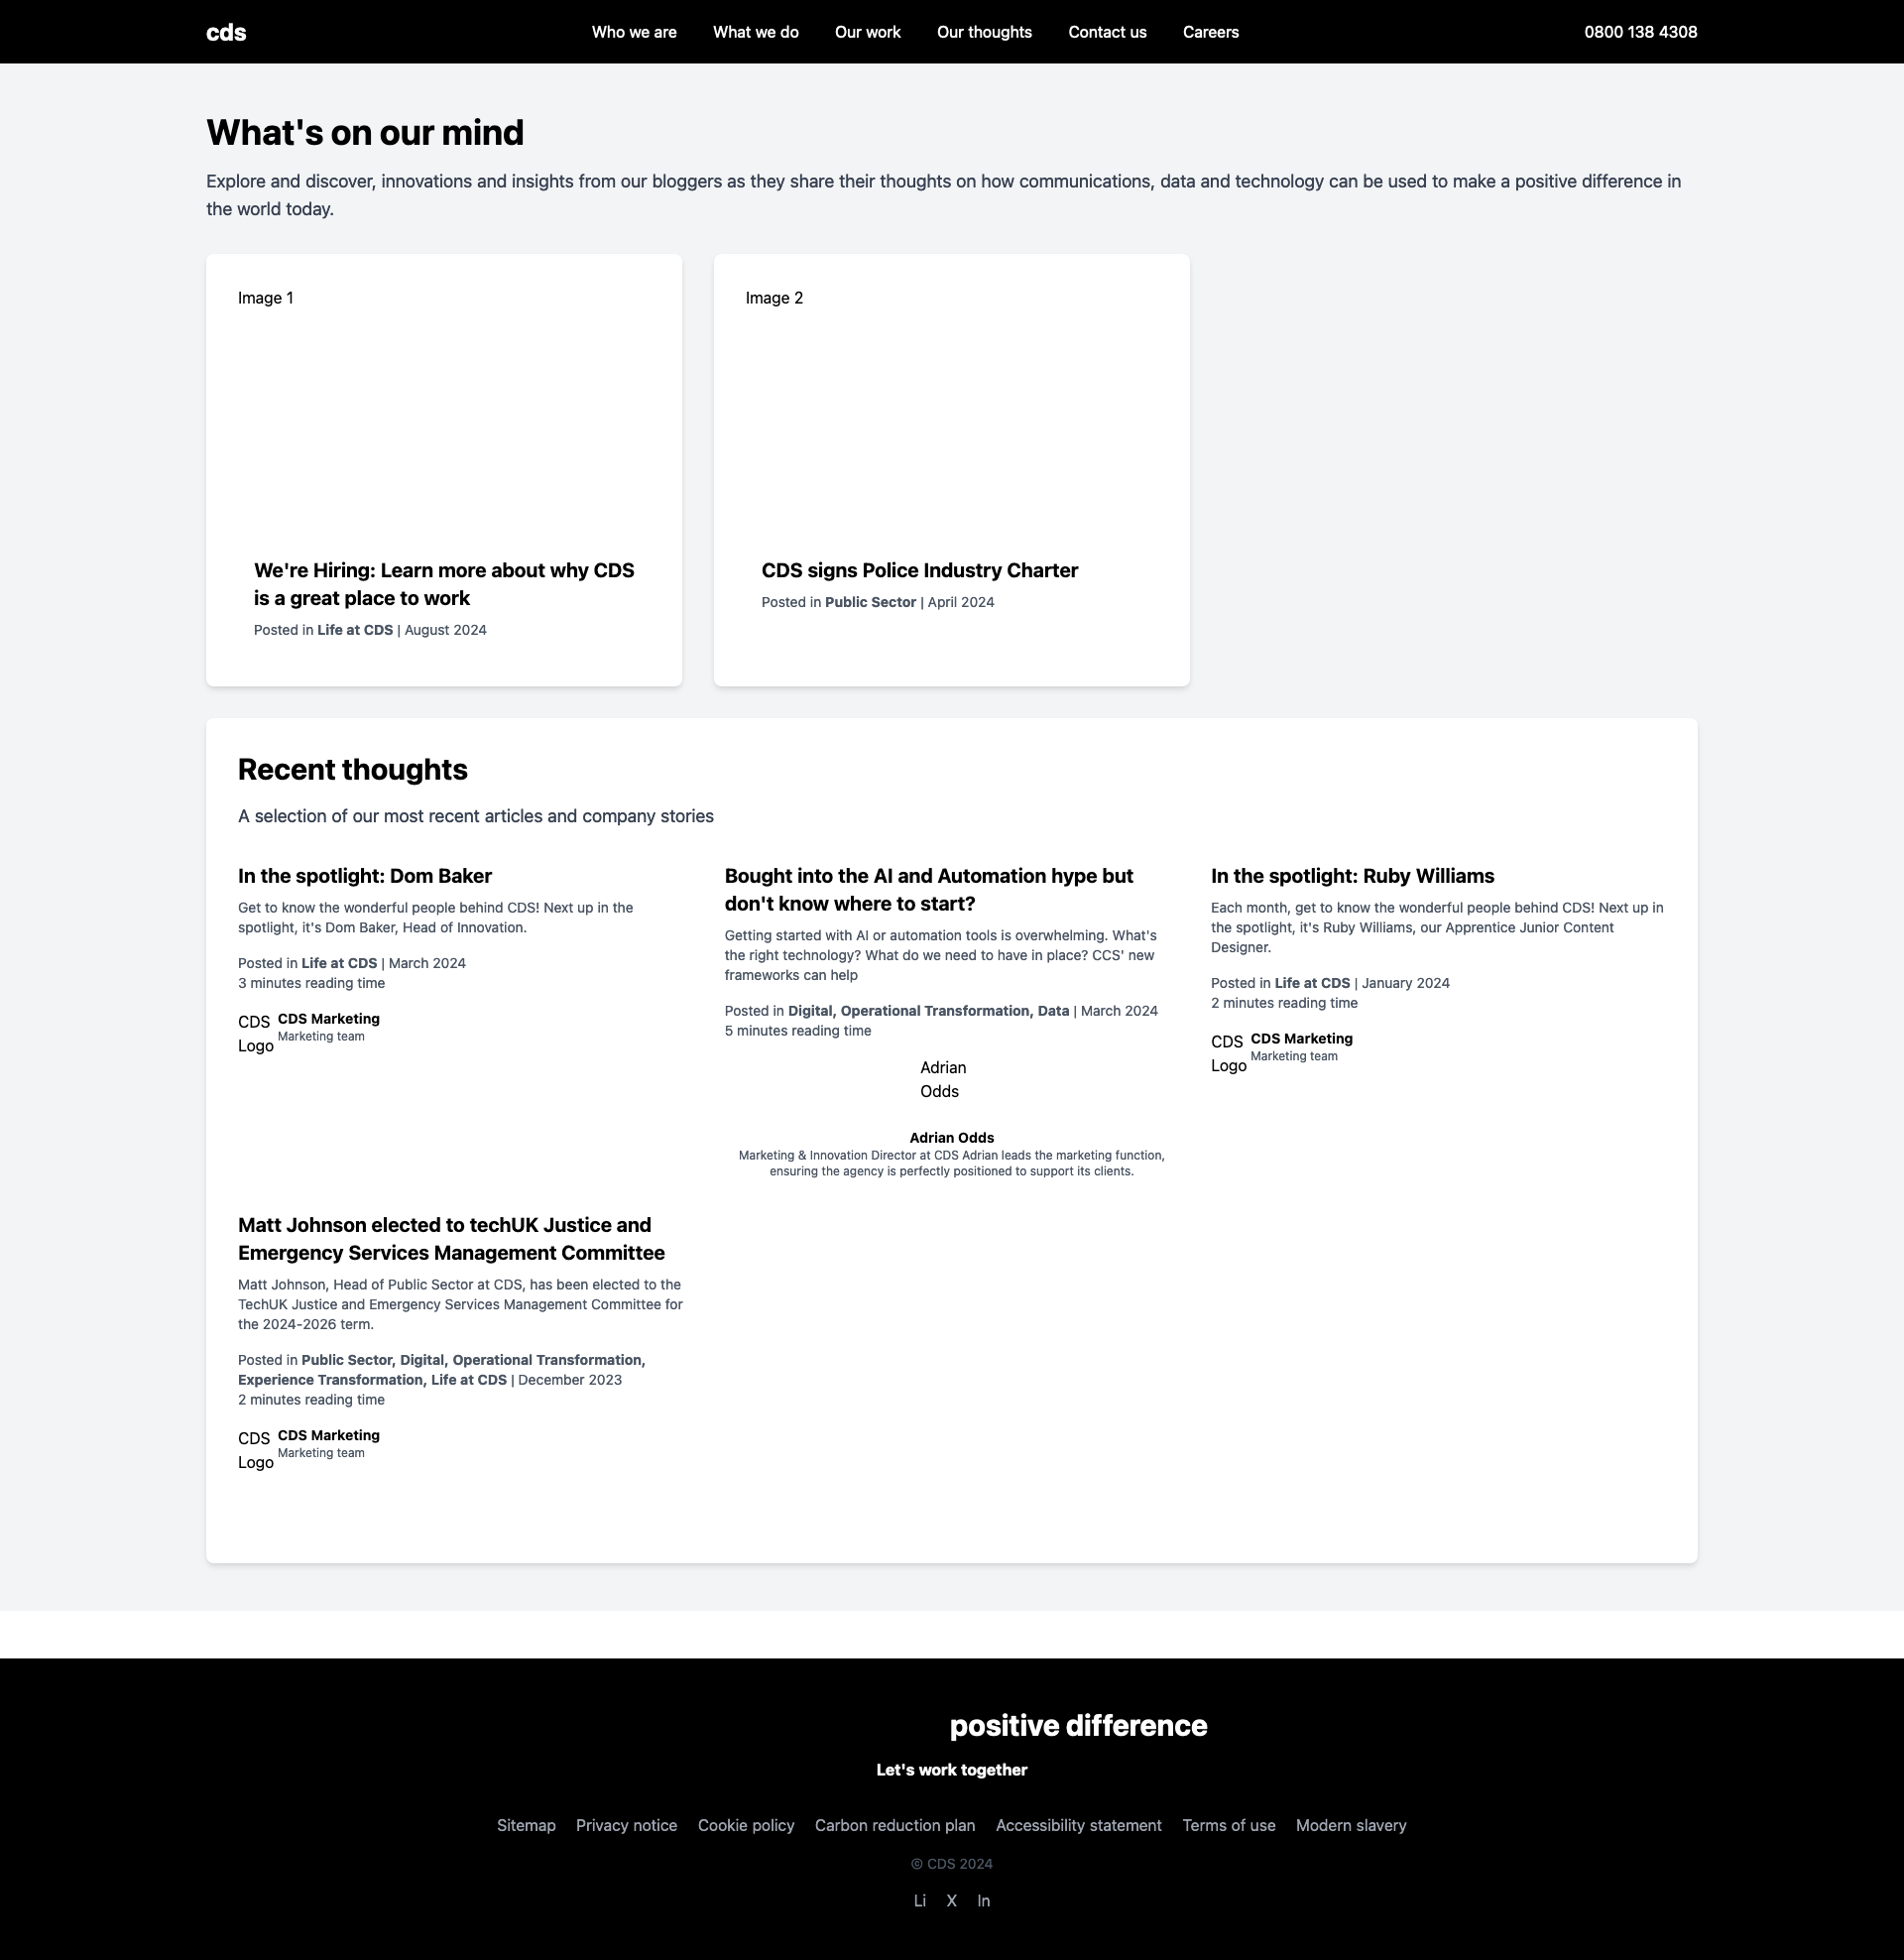 cds
Who we are
What we do
Our work
Our thoughts
Contact us
Careers
0800 138 4308
What's on our mind
Explore and discover, innovations and insights from our bloggers as they share their thoughts on how communications, data and technology can be used to make a positive difference in
the world today.
Image 1
We're Hiring: Learn more about why CDS
is a great place to work
Posted in Life at CDS | August 2024
Image 2
CDS signs Police Industry Charter
Posted in Public Sector | April 2024
Recent thoughts
A selection of our most recent articles and company stories
In the spotlight: Dom Baker
Get to know the wonderful people behind CDS! Next up in the
spotlight, it's Dom Baker, Head of Innovation.
Posted in Life at CDS | March 2024
3 minutes reading time
CDS
Logo
CDS Marketing
Marketing team
Bought into the AI and Automation hype but
don't know where to start?
Getting started with AI or automation tools is overwhelming. What's
the right technology? What do we need to have in place? CCS' new
frameworks can help
Posted in Digital, Operational Transformation, Data | March 2024
5 minutes reading time
Adrian
Odds
Adrian Odds
Marketing & Innovation Director at CDS Adrian leads the marketing function,
ensuring the agency is perfectly positioned to support its clients.
In the spotlight: Ruby Williams
Each month, get to know the wonderful people behind CDS! Next up in
the spotlight, it's Ruby Williams, our Apprentice Junior Content
Designer.
Posted in Life at CDS | January 2024
2 minutes reading time
CDS
Logo
CDS Marketing
Marketing team
Matt Johnson elected to techUK Justice and
Emergency Services Management Committee
Matt Johnson, Head of Public Sector at CDS, has been elected to the
TechUK Justice and Emergency Services Management Committee for
the 2024-2026 term.
Posted in Public Sector, Digital, Operational Transformation,
Experience Transformation, Life at CDS | December 2023
2 minutes reading time
CDS
Logo
CDS Marketing
Marketing team
positive difference
Let's work together
Sitemap
Privacy notice
Cookie policy
Carbon reduction plan
Accessibility statement
Terms of use
Modern slavery
© CDS 2024
Li
X
In